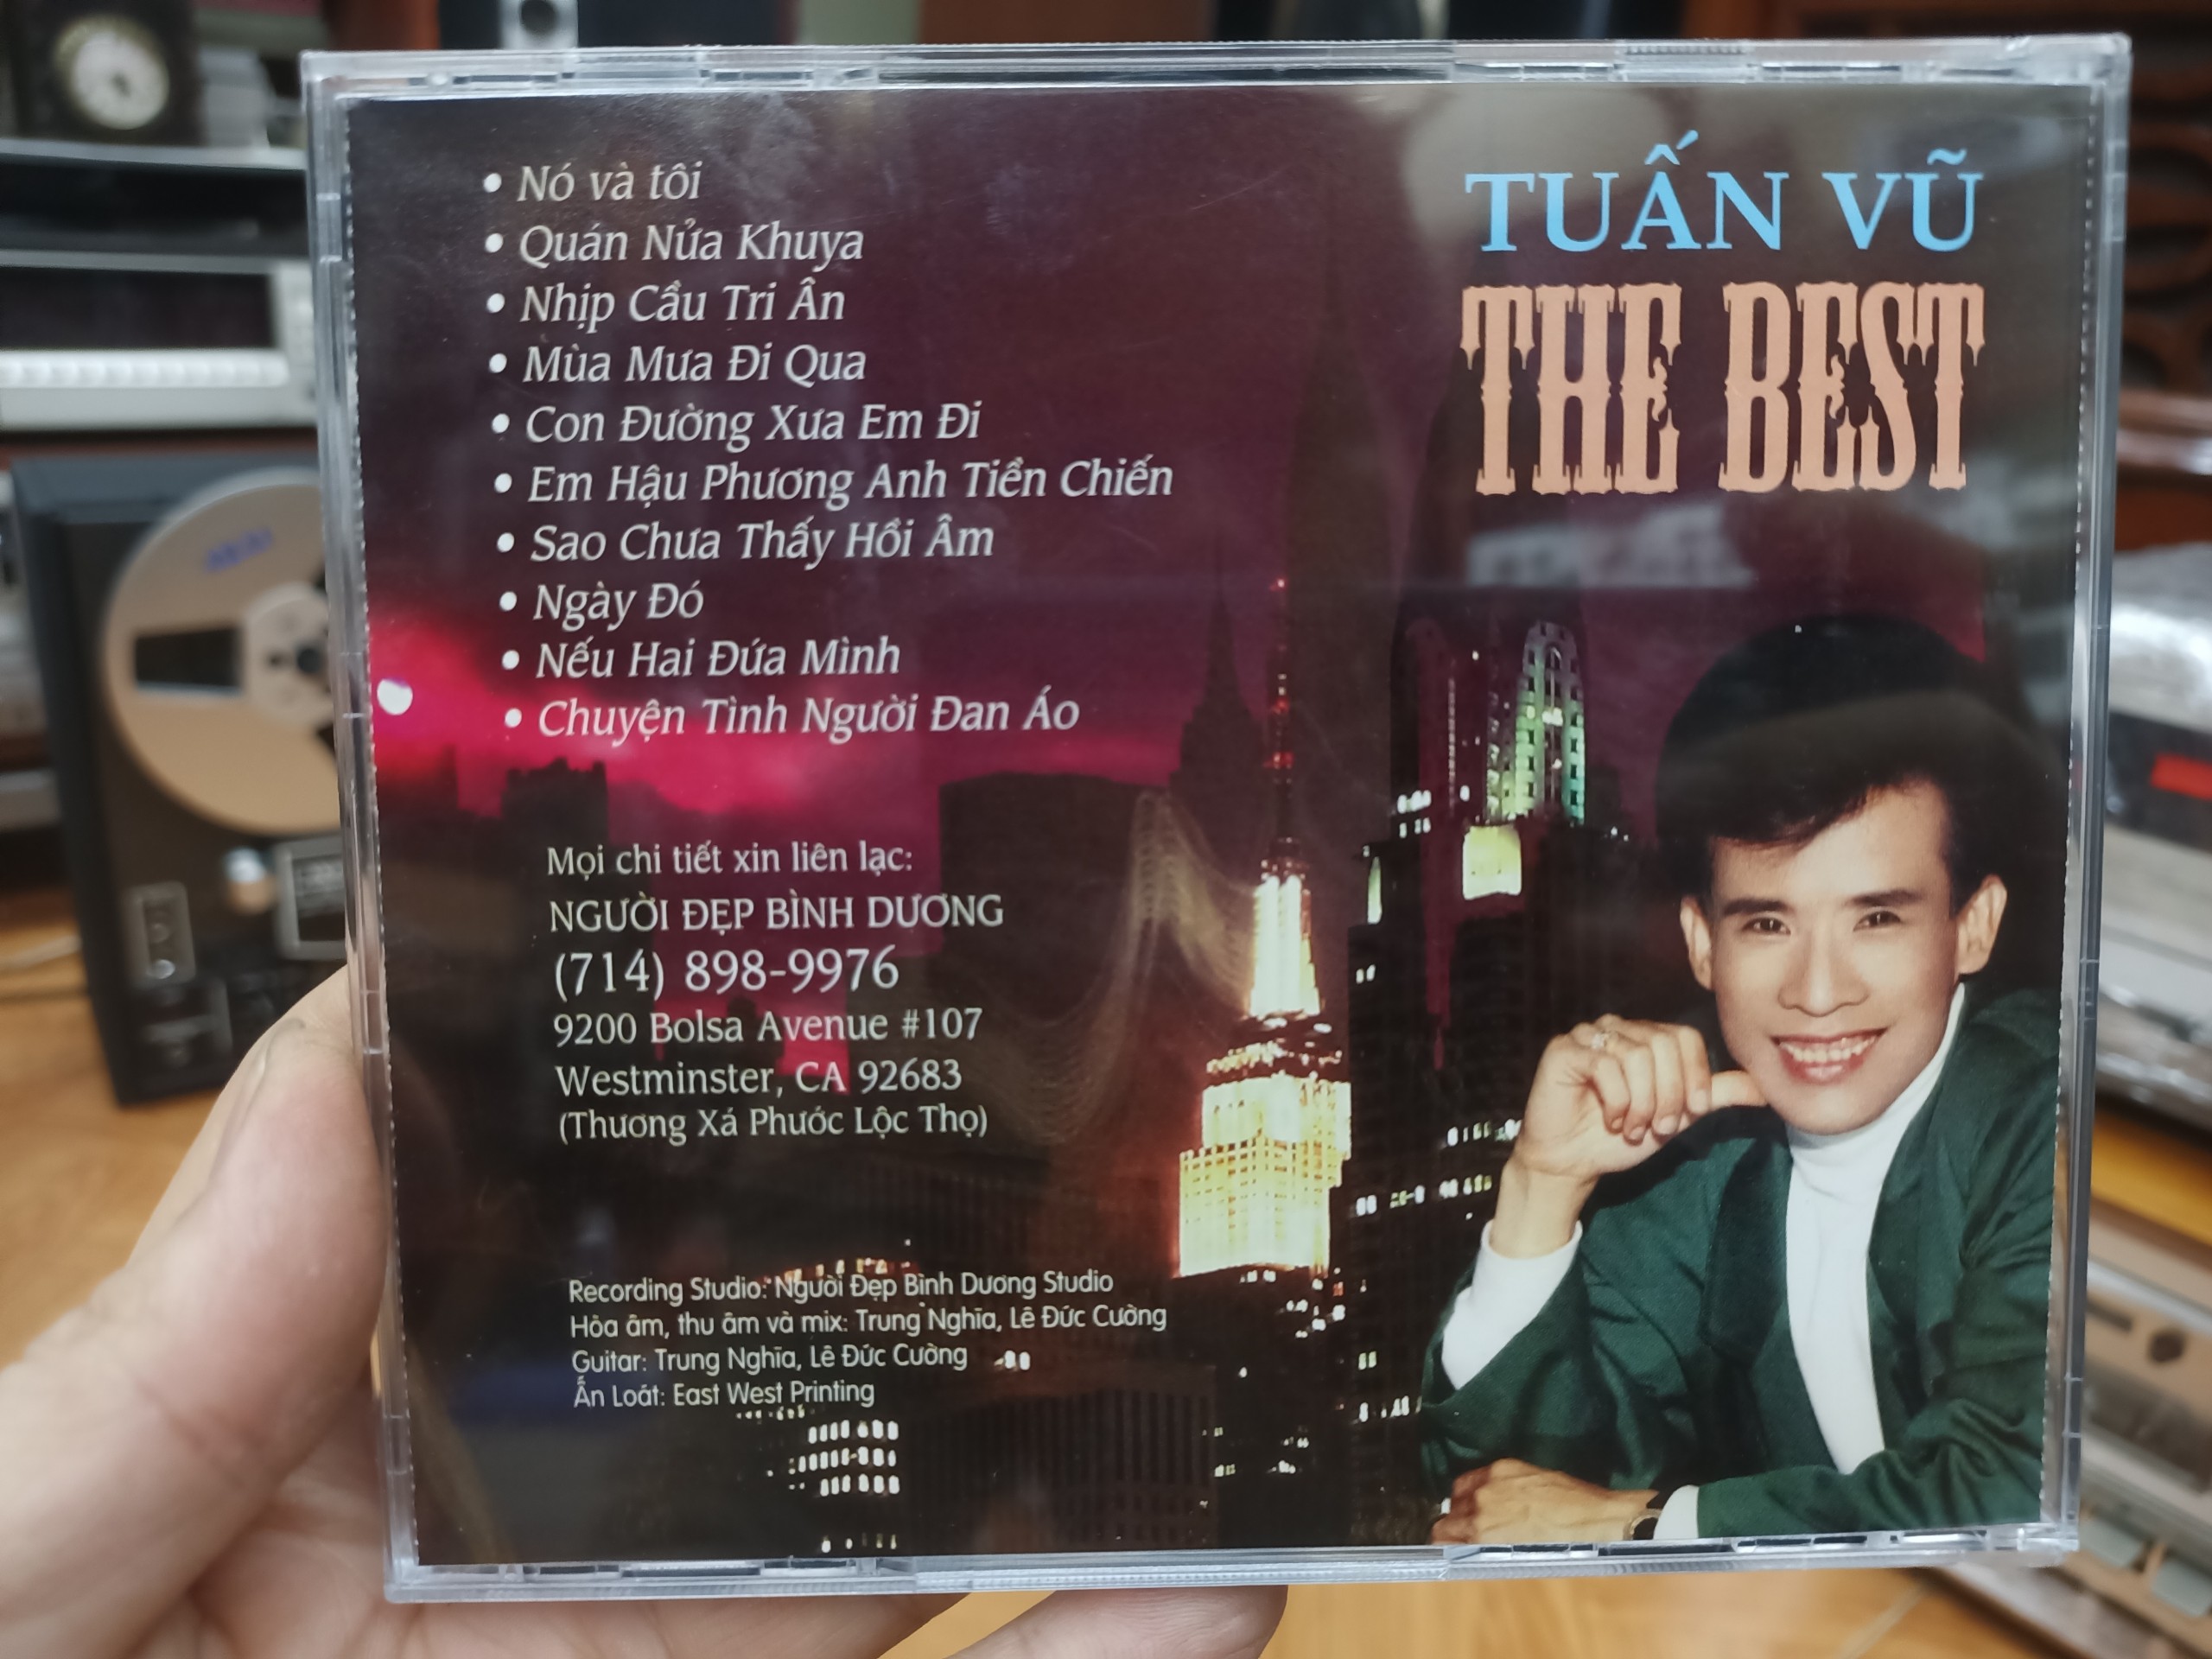 • Nó và tôi
• Quán Nửa Khuya
• Nhịp Cầu Tri Ân
• Mùa Mưa Đi Qua
• Con Đường Xưa Em Đi
• Em Hậu Phương Anh Tiền Chiến
• Sao Chưa Thấy Hồi Âm
• Ngày Đó
• Nếu Hai Đứa Mình
• Chuyện Tình Người Đan Áo
TUẤN VŨ
THE BEST
Mọi chi tiết xin liên lạc:
NGƯỜI ĐẸP BÌNH DƯƠNG
(714) 898-9976
9200 Bolsa Avenue #107
Westminster, CA 92683
(Thương Xá Phước Lộc Thọ)
Recording Studio: Người Đẹp Bình Dương Studio
Hòa âm, thu âm và mix: Trung Nghĩa, Lê Đức Cường
Guitar: Trung Nghĩa, Lê Đức Cường
Ấn Loát: East West Printing